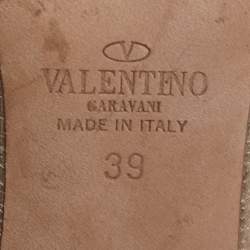 VALENTINO
GARAVANI
MADE IN ITALY
39